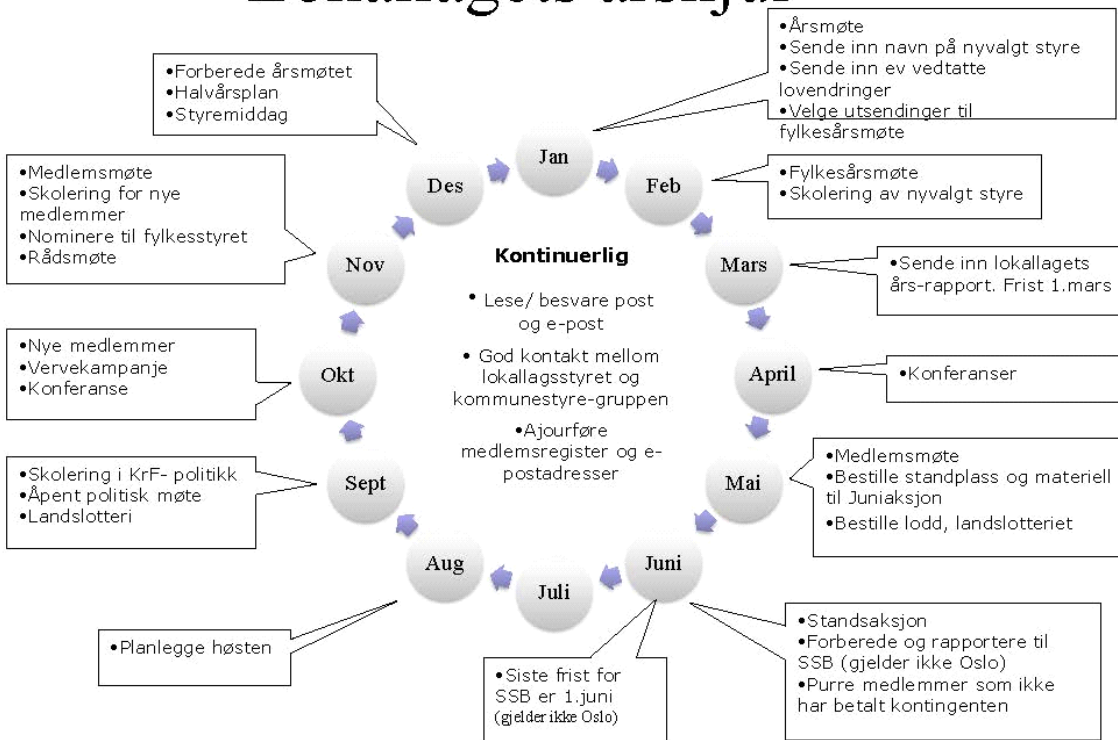 Lokallagets årshjul
•Årsmøte
•Sende inn navn på nyvalgt styre
•Sende inn ev vedtatte
lovendringer
•Velge utsendinger til
fylkesårsmøte
•Forberede årsmøtet
•Halvårsplan
•Styremiddag
Jan
Des
Feb
•Fylkesårsmøte
•Skolering av nyvalgt styre
•Medlemsmøte
•Skolering for nye
medlemmer
•Nominere til fylkesstyret
•Rådsmøte
Nov
Mars
•Sende inn lokallagets
års-rapport. Frist 1.mars
Kontinuerlig
• Lese/ besvare post
og e-post
• God kontakt mellom
lokallagsstyret og
kommunestyre-gruppen
•Ajourføre
medlemsregister og e-
postadresser
•Nye medlemmer
•Vervekampanje
•Konferanse
Okt
April
•Konferanser
•Skolering i KrF- politikk
•Åpent politisk møte
•Landslotteri
Sept
Mai
•Medlemsmøte
•Bestille standplass og materiell
til Juniaksjon
•Bestille lodd, landslotteriet
Aug
Juli
Juni
•Planlegge høsten
•Siste frist for
SSB er 1.juni
(gjelder ikke Oslo)
•Standsaksjon
•Forberede og rapportere til
SSB (gjelder ikke Oslo)
•Purre medlemmer som ikke
har betalt kontingenten